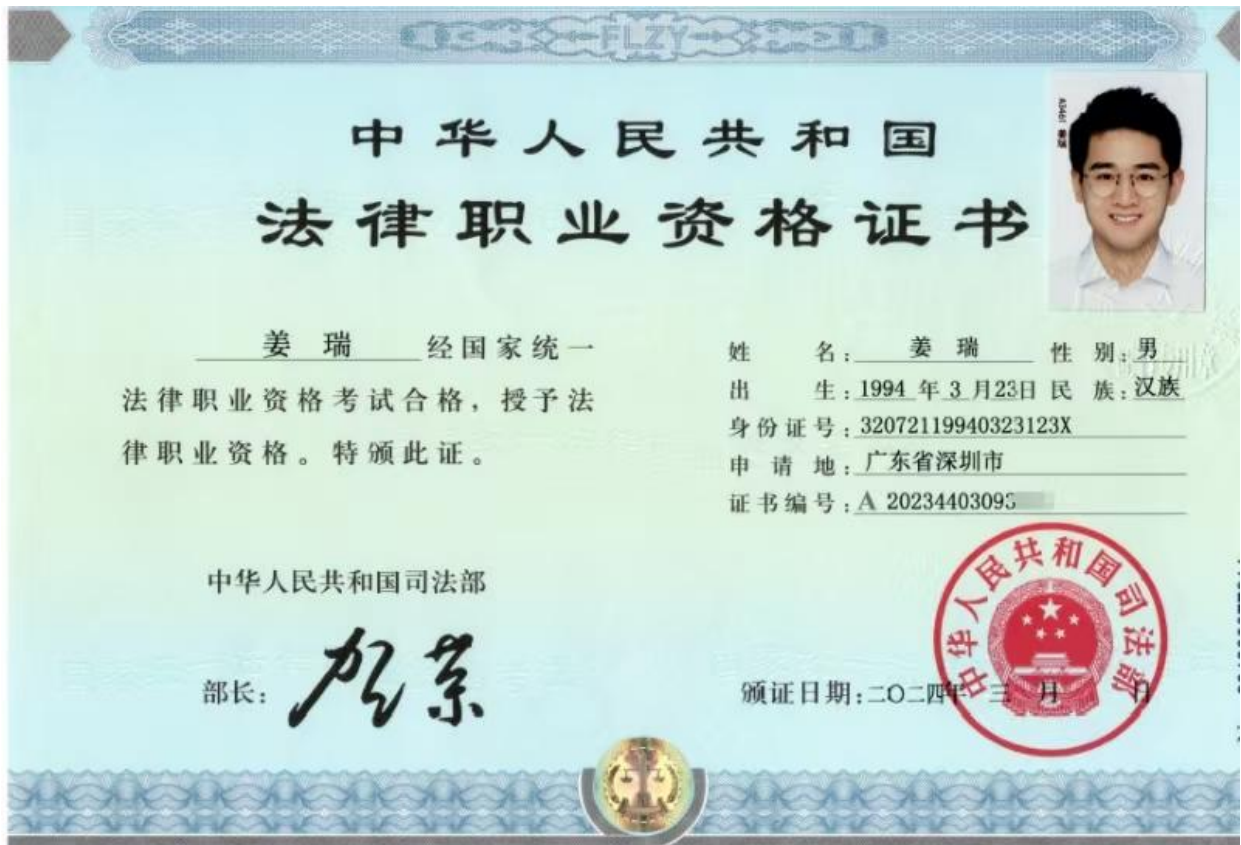 FLZY
中华人民共和国
法律职业资格证书
姜瑞 经国家统一
法律职业资格考试合格，授予法
律职业资格。特颁此证。
姓名：姜瑞 性别：男
出生：1994年3月23日 民族：汉族
身份证号：32072119940323123X
申请地：广东省深圳市
证书编号：A 20234403093
中华人民共和国司法部
部长：贺荣
颁证日期：二〇二四年三月 日
中华人民共和国司法部